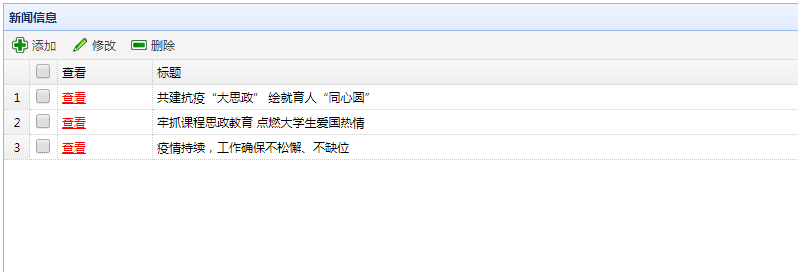 新闻信息
添加 修改 删除
查看 标题
1 查看 共建抗疫“大思政” 绘就育人“同心圆”
2 查看 牢抓课程思政教育 点燃大学生爱国热情
3 查看 疫情持续，工作确保不松懈、不缺位